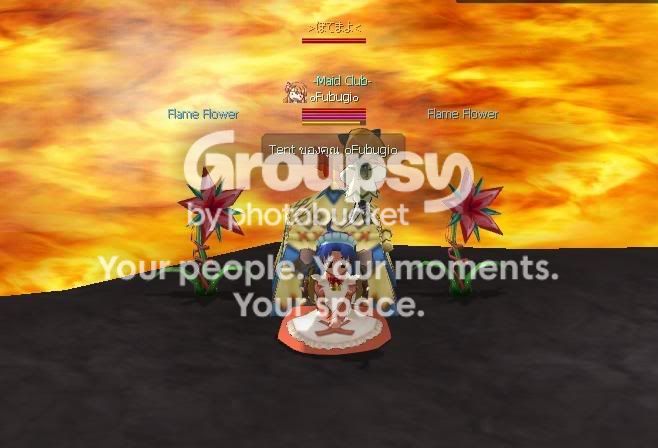 >ぽてまよ<
-Maid Club-
oFubugio
Flame Flower
Flame Flower
Tent ของคุณ oFubugio
Groupsy
by photobucket
Your people. Your moments.
Your space.